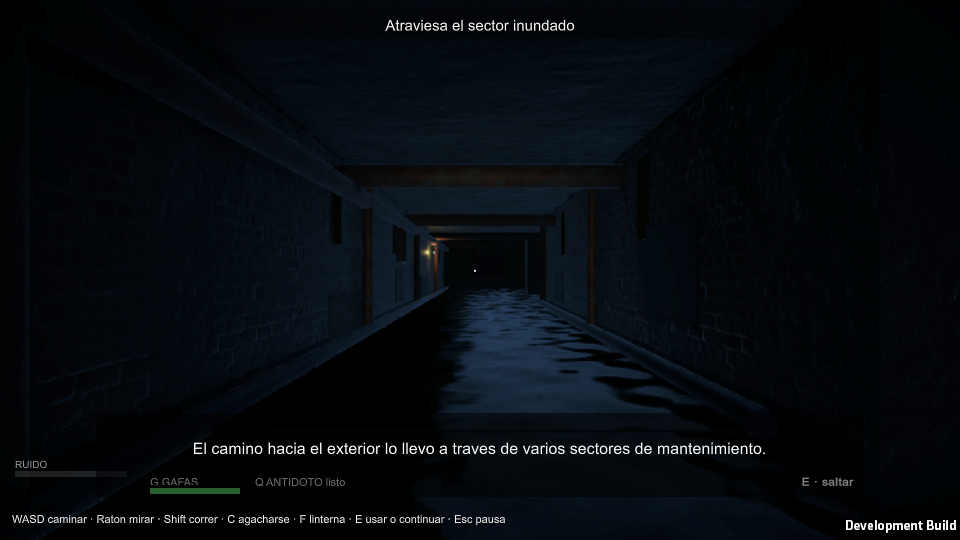 Atraviesa el sector inundado
El camino hacia el exterior lo llevo a traves de varios sectores de mantenimiento.
RUIDO
G GAFAS
Q ANTIDOTO listo
E · saltar
WASD caminar · Raton mirar · Shift correr · C agacharse · F linterna · E usar o continuar · Esc pausa
Development Build